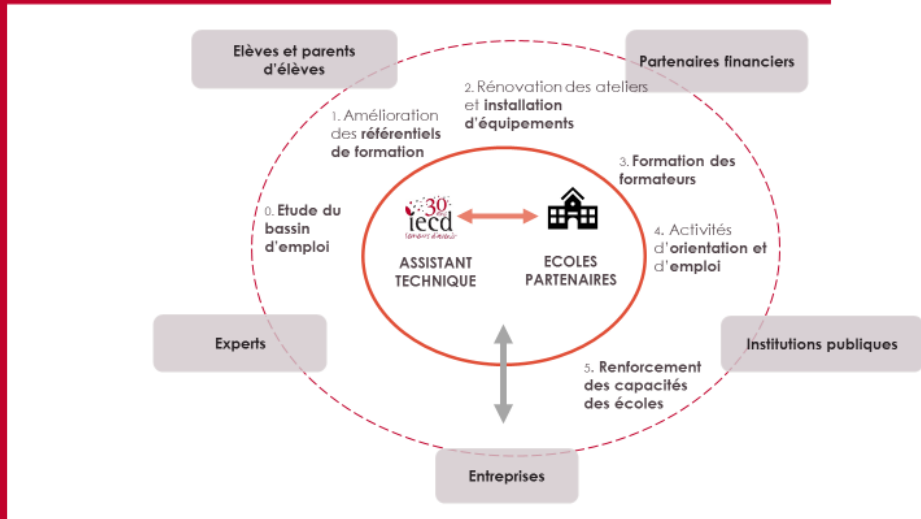 Elèves et parents
d'élèves
Partenaires financiers
2. Rénovation des ateliers
et installation
d'équipements
1. Amélioration
des référentiels
de formation
3. Formation des
formateurs
0. Etude du
bassin
d'emploi
30
iecd
Semeurs d'avenir
4. Activités
d'orientation et
d'emploi
ASSISTANT
TECHNIQUE
ECOLES
PARTENAIRES
Experts
Institutions publiques
5. Renforcement
des capacités
des écoles
Entreprises